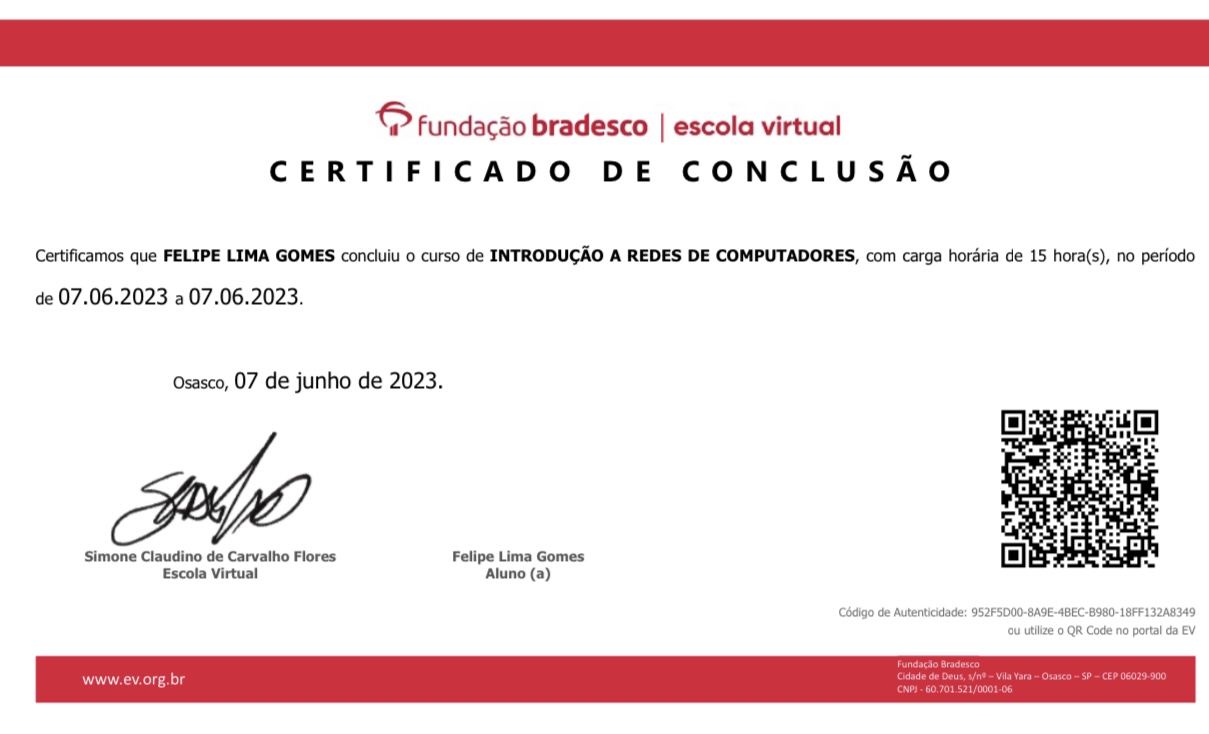 fundação bradesco | escola virtual
CERTIFICADO DE CONCLUSÃO
Certificamos que FELIPE LIMA GOMES concluiu o curso de INTRODUÇÃO A REDES DE COMPUTADORES, com carga horária de 15 hora(s), no período
de 07.06.2023 a 07.06.2023.
Osasco, 07 de junho de 2023.
Simone Claudino de Carvalho Flores
Escola Virtual
Felipe Lima Gomes
Aluno (a)
Código de Autenticidade: 952F5D00-8A9E-4BEC-B980-18FF132A8349
ou utilize o QR Code no portal da EV
www.ev.org.br
Fundação Bradesco
Cidade de Deus, s/nº – Vila Yara – Osasco – SP – CEP 06029-900
CNPJ - 60.701.521/0001-06